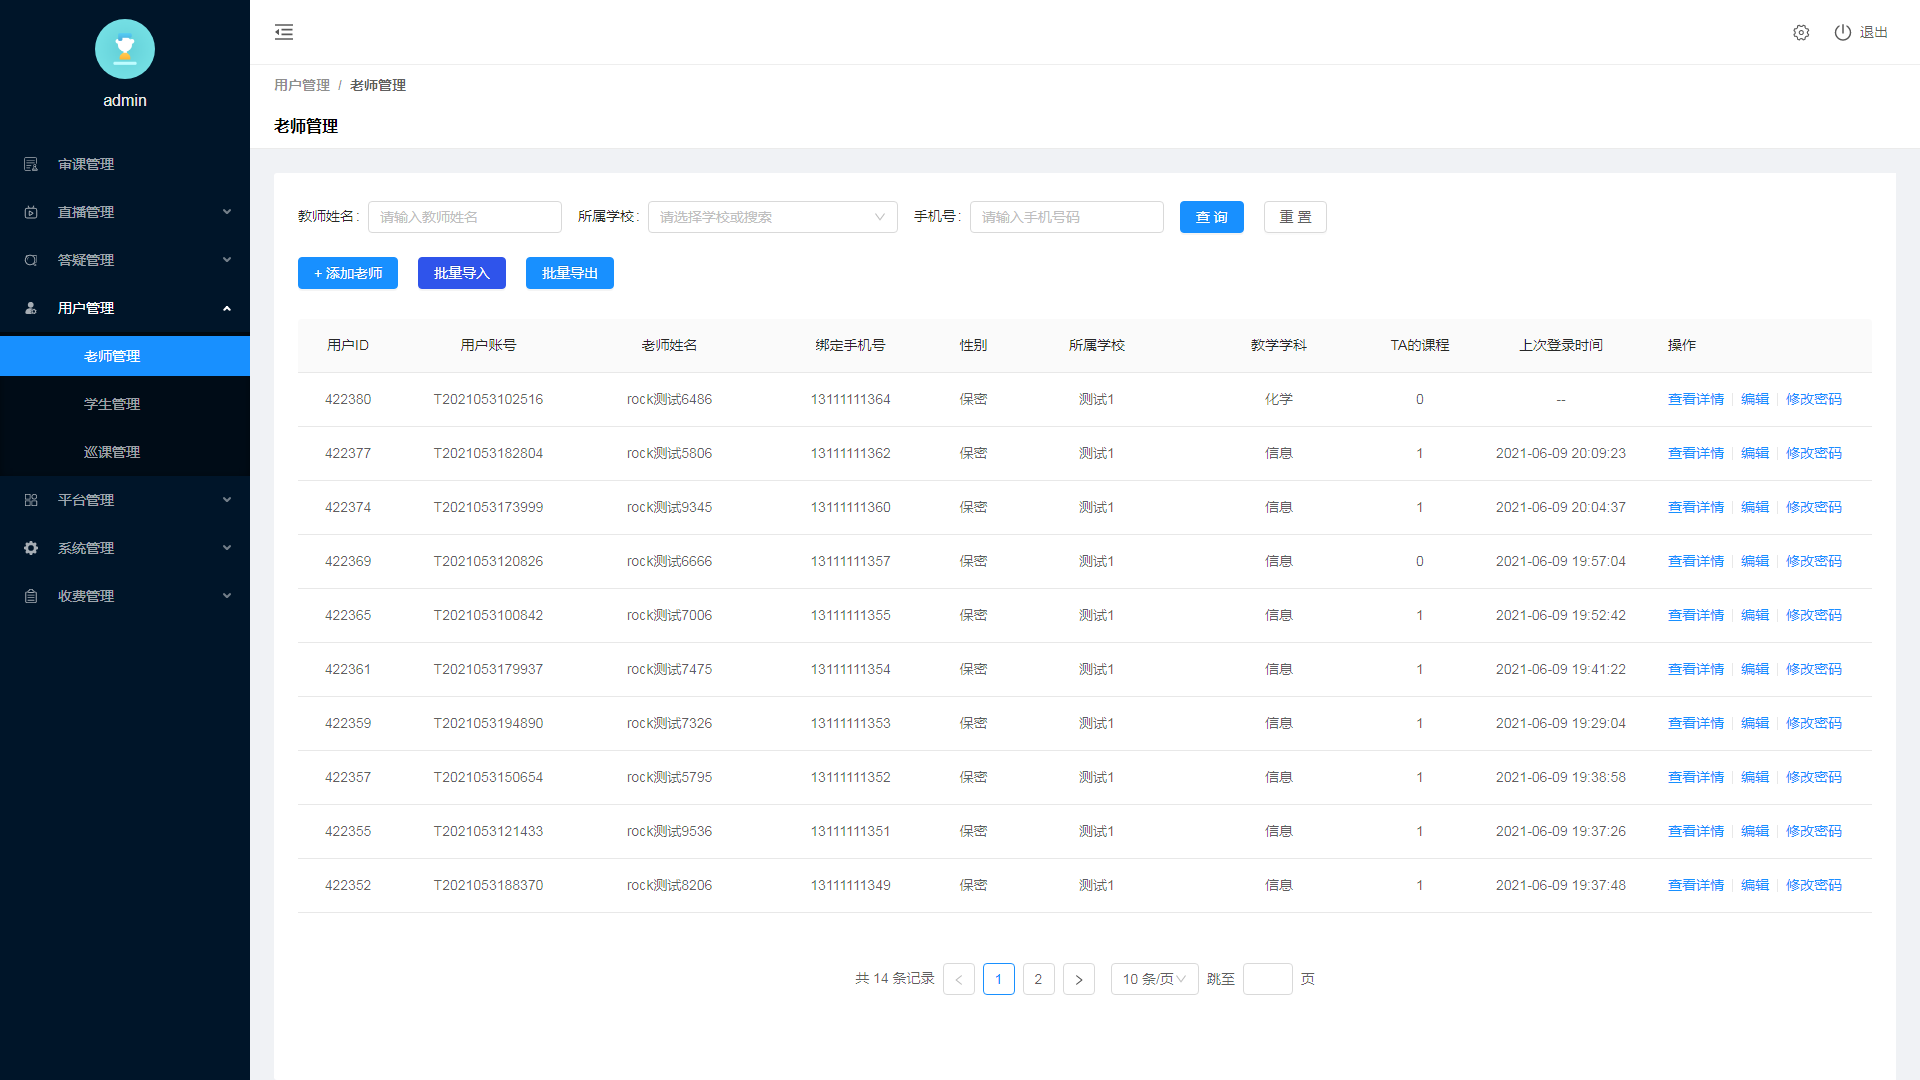 admin
审课管理
直播管理
答疑管理
用户管理
老师管理
学生管理
巡课管理
平台管理
系统管理
收费管理
退出
用户管理 / 老师管理
老师管理
教师姓名: 请输入教师姓名 所属学校: 请选择学校或搜索 手机号: 请输入手机号码 查 询 重 置
+ 添加老师 批量导入 批量导出
用户ID 用户账号 老师姓名 绑定手机号 性别 所属学校 教学学科 TA的课程 上次登录时间 操作
422380 T2021053102516 rock测试6486 13111111364 保密 测试1 化学 0 -- 查看详情 编辑 修改密码
422377 T2021053182804 rock测试5806 13111111362 保密 测试1 信息 1 2021-06-09 20:09:23 查看详情 编辑 修改密码
422374 T2021053173999 rock测试9345 13111111360 保密 测试1 信息 1 2021-06-09 20:04:37 查看详情 编辑 修改密码
422369 T2021053120826 rock测试6666 13111111357 保密 测试1 信息 0 2021-06-09 19:57:04 查看详情 编辑 修改密码
422365 T2021053100842 rock测试7006 13111111355 保密 测试1 信息 1 2021-06-09 19:52:42 查看详情 编辑 修改密码
422361 T2021053179937 rock测试7475 13111111354 保密 测试1 信息 1 2021-06-09 19:41:22 查看详情 编辑 修改密码
422359 T2021053194890 rock测试7326 13111111353 保密 测试1 信息 1 2021-06-09 19:29:04 查看详情 编辑 修改密码
422357 T2021053150654 rock测试5795 13111111352 保密 测试1 信息 1 2021-06-09 19:38:58 查看详情 编辑 修改密码
422355 T2021053121433 rock测试9536 13111111351 保密 测试1 信息 1 2021-06-09 19:37:26 查看详情 编辑 修改密码
422352 T2021053188370 rock测试8206 13111111349 保密 测试1 信息 1 2021-06-09 19:37:48 查看详情 编辑 修改密码
共 14 条记录 < 1 2 > 10 条/页 跳至 页